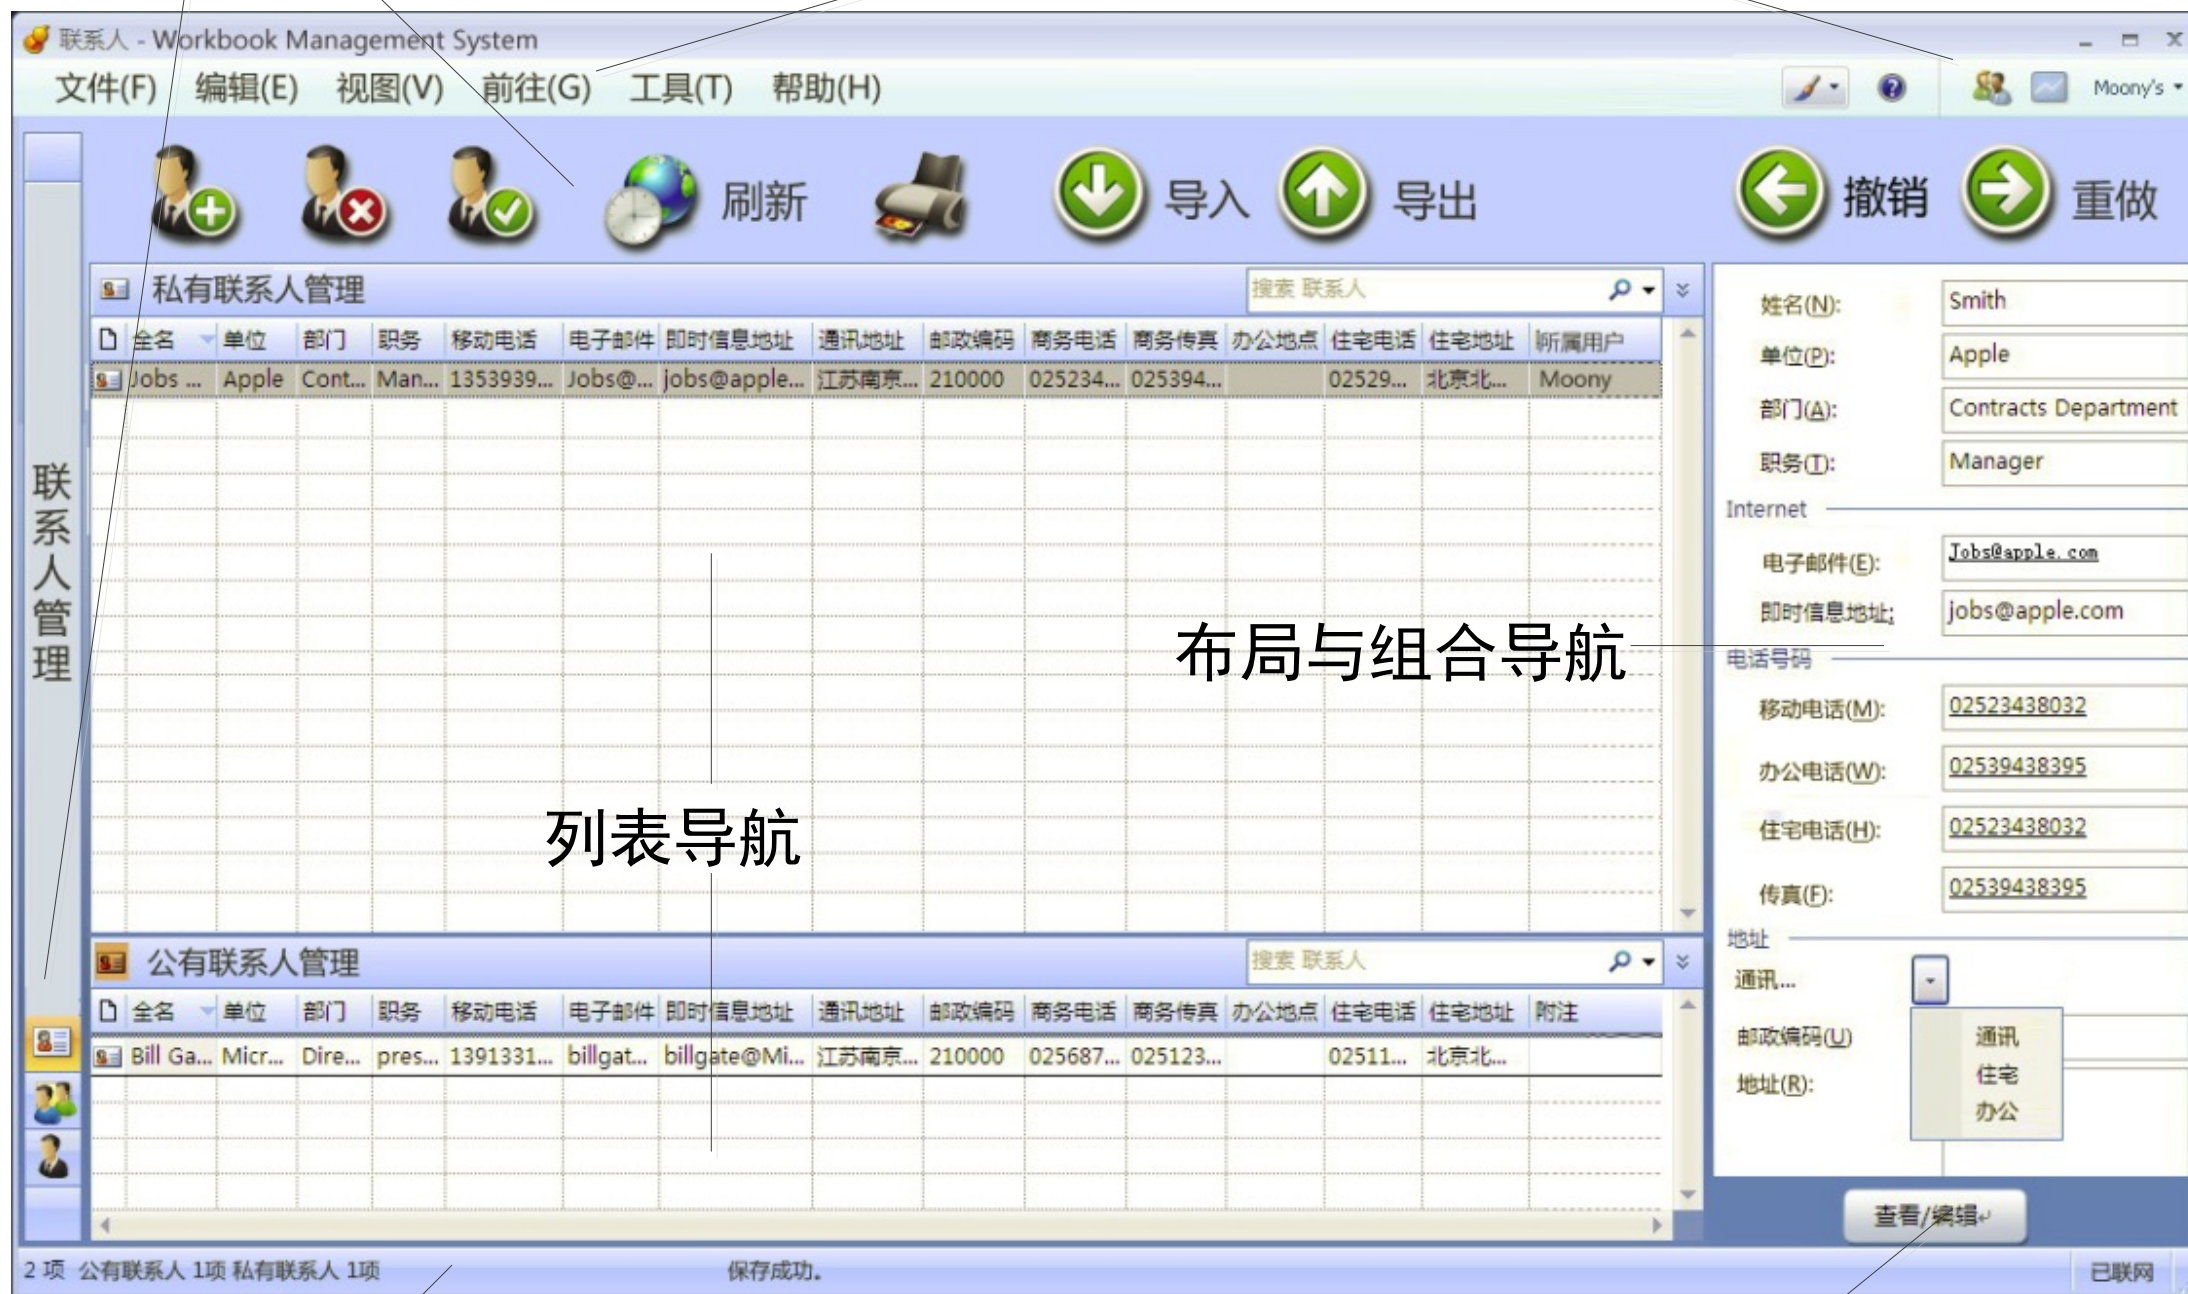 联系人 - Workbook Management System
文件(F) 编辑(E) 视图(V) 前往(G) 工具(T) 帮助(H) Moony's
刷新 导入 导出 撤销 重做
联系人管理
私有联系人管理 搜索 联系人
全名 单位 部门 职务 移动电话 电子邮件 即时信息地址 通讯地址 邮政编码 商务电话 商务传真 办公地点 住宅电话 住宅地址 所属用户
Jobs ... Apple Cont... Man... 1353939... Jobs@... jobs@apple... 江苏南京... 210000 025234... 025394... 02529... 北京北... Moony
列表导航
布局与组合导航
公有联系人管理 搜索 联系人
全名 单位 部门 职务 移动电话 电子邮件 即时信息地址 通讯地址 邮政编码 商务电话 商务传真 办公地点 住宅电话 住宅地址 附注
Bill Ga... Micr... Dire... pres... 1391331... billgat... billgate@Mi... 江苏南京... 210000 025687... 025123... 02511... 北京北...
姓名(N): Smith
单位(P): Apple
部门(A): Contracts Department
职务(T): Manager
Internet
电子邮件(E): Jobs@apple.com
即时信息地址: jobs@apple.com
电话号码
移动电话(M): 02523438032
办公电话(W): 02539438395
住宅电话(H): 02523438032
传真(F): 02539438395
地址
通讯...
通讯
住宅
办公
邮政编码(U)
地址(R):
查看/编辑
2 项 公有联系人 1项 私有联系人 1项 保存成功。 已联网